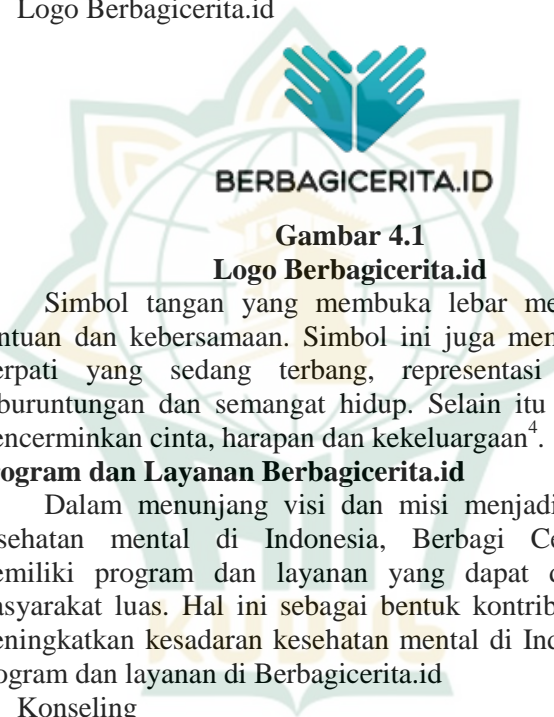 Logo Berbagicerita.id
BERBAGICERITA.ID
Gambar 4.1
Logo Berbagicerita.id
Simbol tangan yang membuka lebar me
ntuan dan kebersamaan. Simbol ini juga men
erpati yang sedang terbang, representasi
buruntungan dan semangat hidup. Selain itu
encerminkan cinta, harapan dan kekeluargaan⁴.
rogram dan Layanan Berbagicerita.id
Dalam menunjang visi dan misi menjadi
sehatan mental di Indonesia, Berbagi Ce
emiliki program dan layanan yang dapat d
asyarakat luas. Hal ini sebagai bentuk kontrib
KUDUS
eningkatkan kesadaran kesehatan mental di Ind
ogram dan layanan di Berbagicerita.id
Konseling